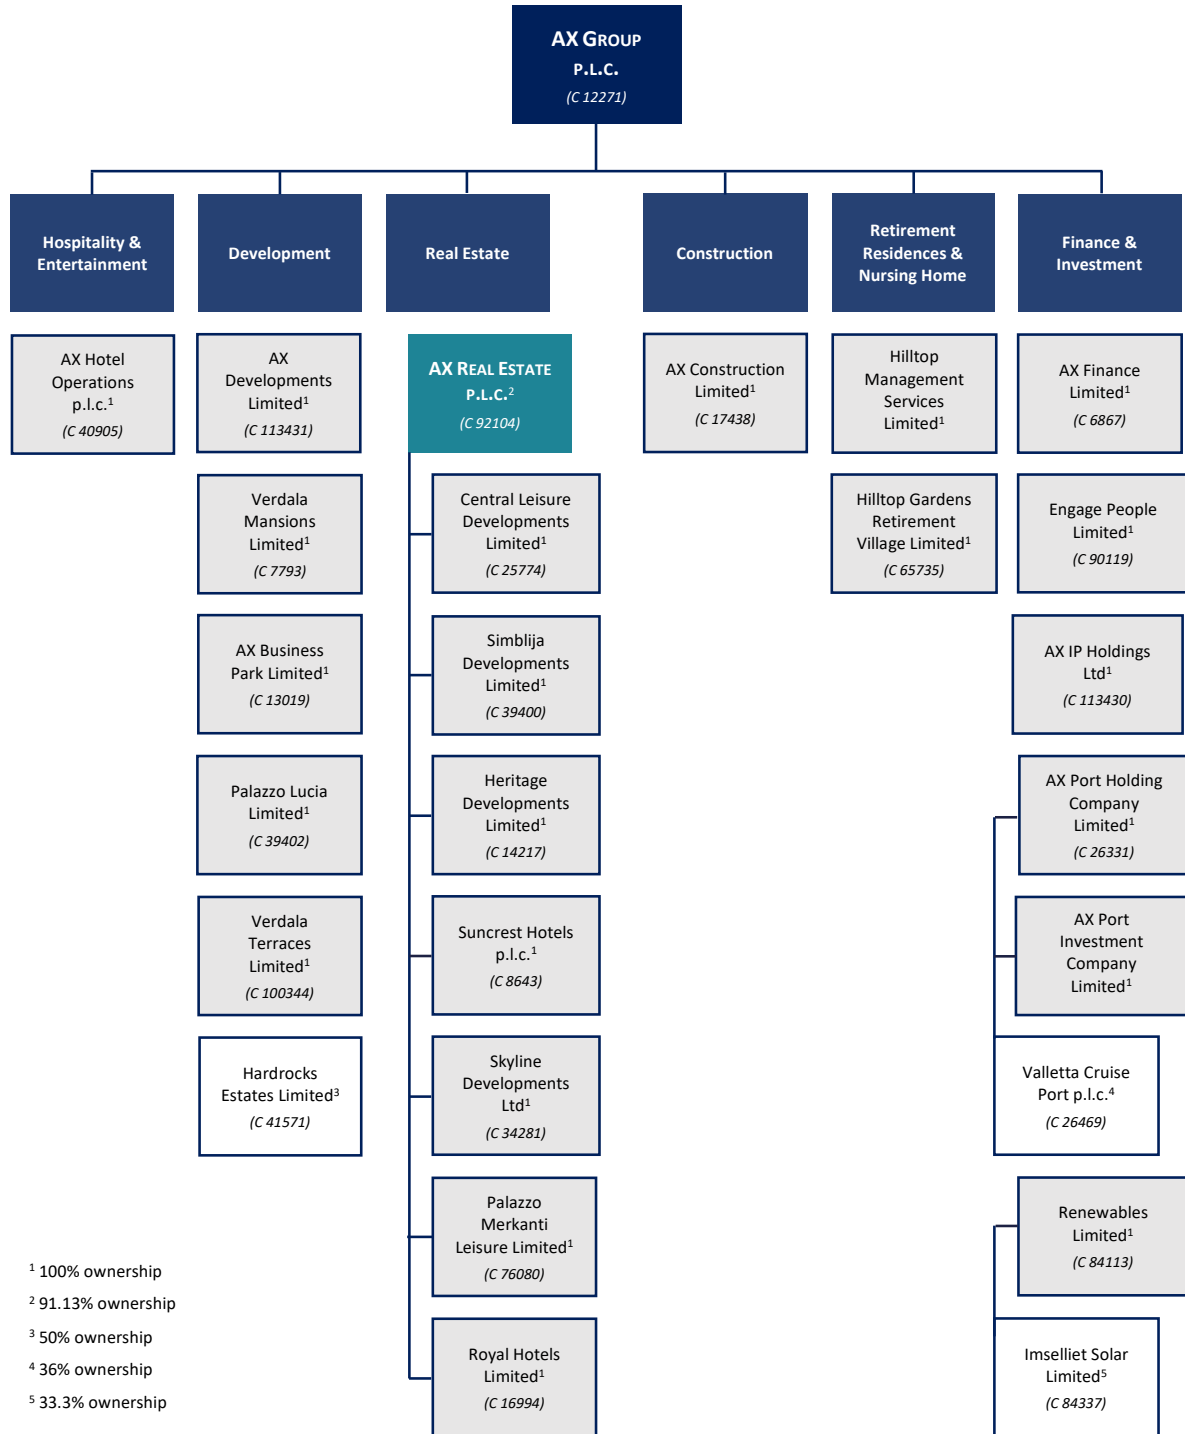 AX GROUP
P.L.C.
(C 12271)
Hospitality &
Entertainment
Development
Real Estate
Construction
Retirement
Residences &
Nursing Home
Finance &
Investment
AX Hotel
Operations
p.l.c.¹
(C 40905)
AX
Developments
Limited¹
(C 113431)
AX REAL ESTATE
P.L.C.²
(C 92104)
AX Construction
Limited¹
(C 17438)
Hilltop
Management
Services
Limited¹
AX Finance
Limited¹
(C 6867)
Verdala
Mansions
Limited¹
(C 7793)
Central Leisure
Developments
Limited¹
(C 25774)
Hilltop Gardens
Retirement
Village Limited¹
(C 65735)
Engage People
Limited¹
(C 90119)
AX Business
Park Limited¹
(C 13019)
Simblija
Developments
Limited¹
(C 39400)
AX IP Holdings
Ltd¹
(C 113430)
Palazzo Lucia
Limited¹
(C 39402)
Heritage
Developments
Limited¹
(C 14217)
AX Port Holding
Company
Limited¹
(C 26331)
Verdala
Terraces
Limited¹
(C 100344)
Suncrest Hotels
p.l.c.¹
(C 8643)
AX Port
Investment
Company
Limited¹
Hardrocks
Estates Limited³
(C 41571)
Skyline
Developments
Ltd¹
(C 34281)
Valletta Cruise
Port p.l.c.⁴
(C 26469)
Palazzo
Merkanti
Leisure Limited¹
(C 76080)
Renewables
Limited¹
(C 84113)
Royal Hotels
Limited¹
(C 16994)
Imselliet Solar
Limited⁵
(C 84337)
¹ 100% ownership
² 91.13% ownership
³ 50% ownership
⁴ 36% ownership
⁵ 33.3% ownership